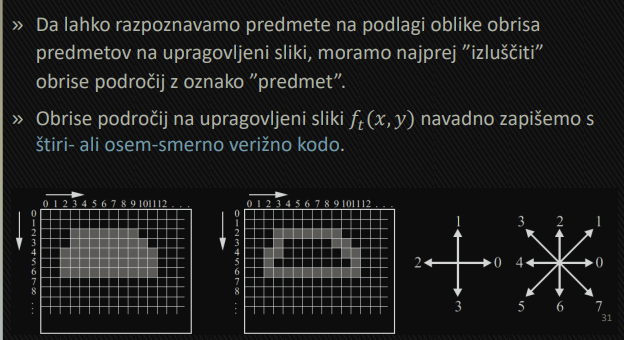 » Da lahko razpoznavamo predmete na podlagi oblike obrisa
predmetov na upragovljeni sliki, moramo najprej ”izluščiti”
obrise področij z oznako ”predmet”.
» Obrise področij na upragovljeni sliki fₜ(x, y) navadno zapišemo s
štiri- ali osem-smerno verižno kodo.
0 1 2 3 4 5 6 7 8 9 10 11 12 . . .
0
1
2
3
4
5
6
7
8
:
0 1 2 3 4 5 6 7 8 9 10 11 12 . . .
0
1
2
3
4
5
6
7
8
:
1
2 0
3
3 2 1
4 0
5 6 7
31